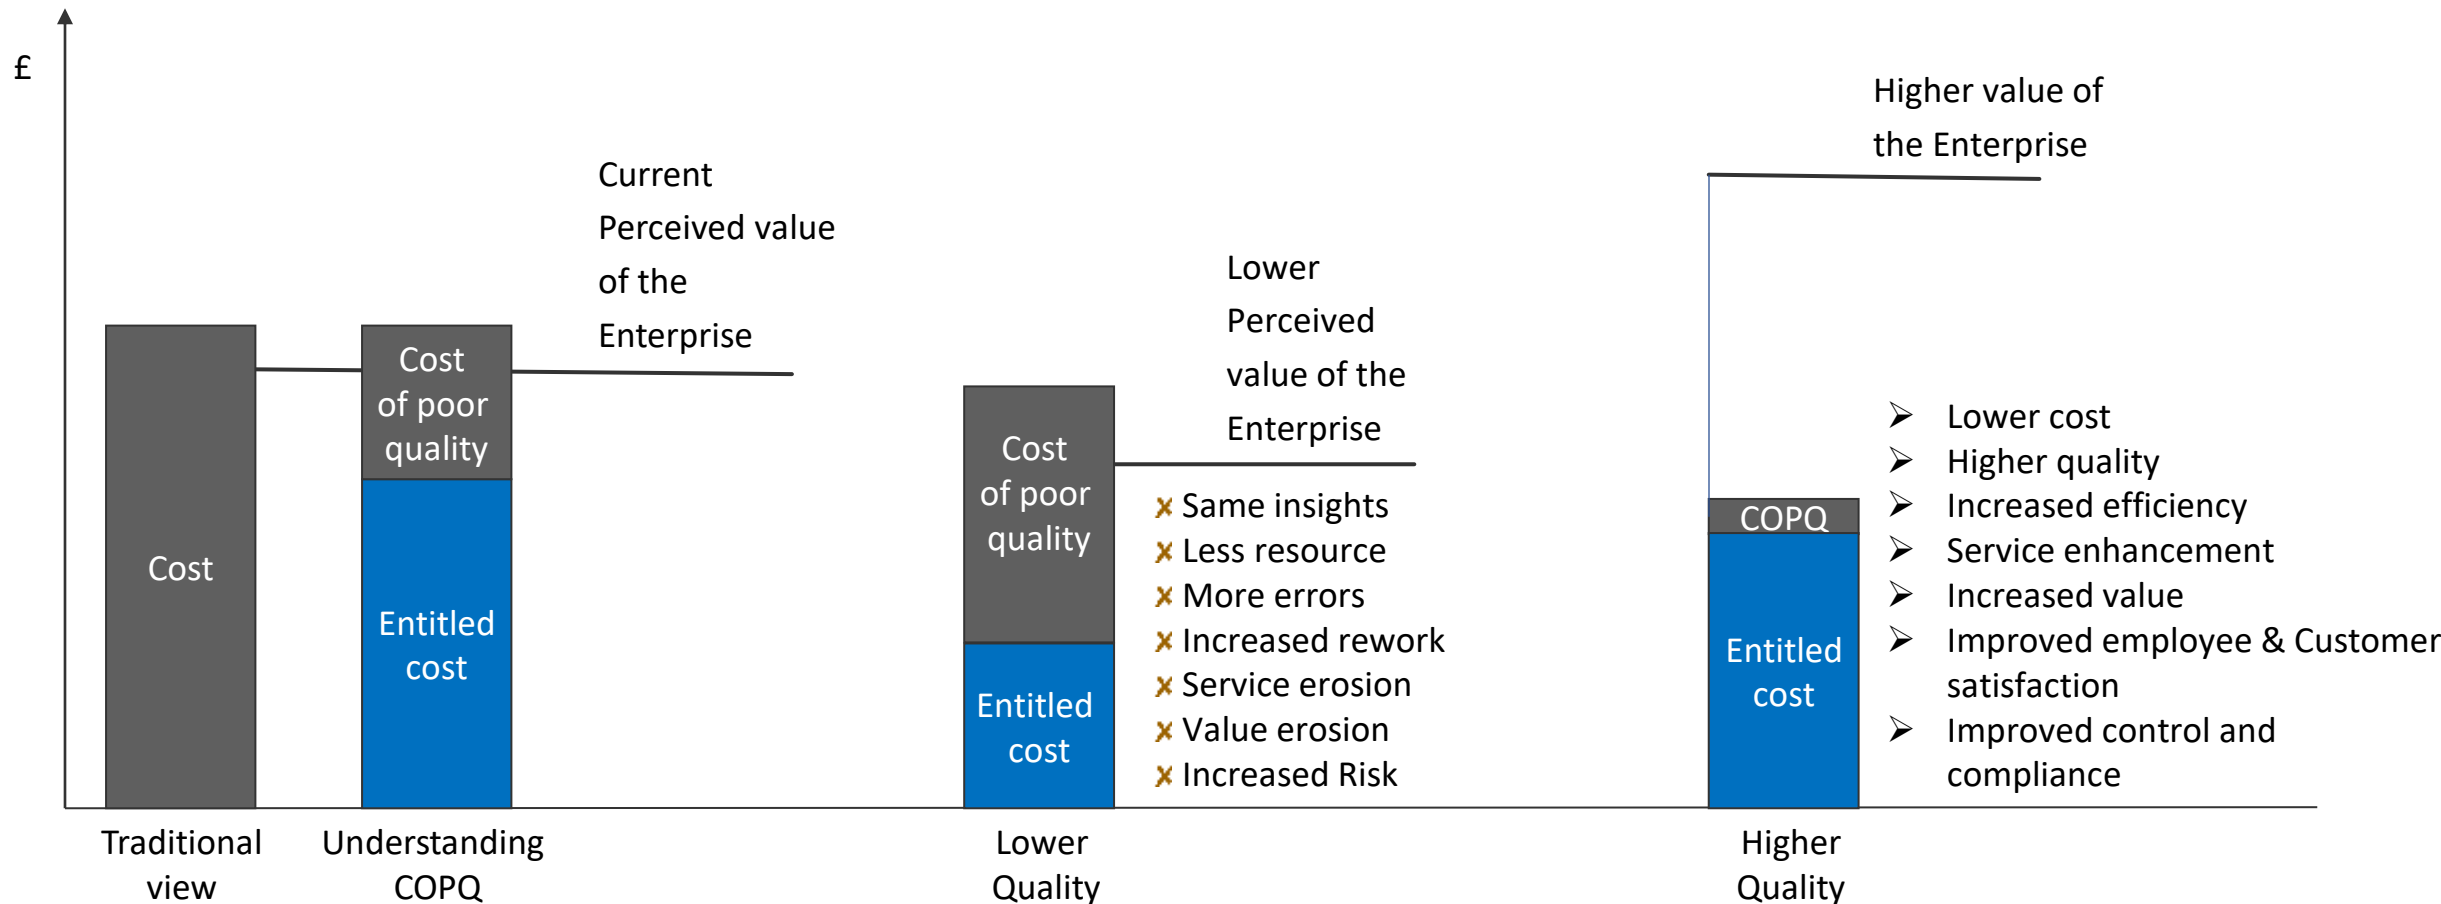 £
Current
Perceived value
of the
Enterprise
Cost
Cost
of poor
quality
Entitled
cost
Lower
Perceived
value of the
Enterprise
Cost
of poor
quality
Entitled
cost
Same insights
Less resource
More errors
Increased rework
Service erosion
Value erosion
Increased Risk
Higher value of
the Enterprise
COPQ
Entitled
cost
Lower cost
Higher quality
Increased efficiency
Service enhancement
Increased value
Improved employee & Customer
satisfaction
Improved control and
compliance
Traditional
view
Understanding
COPQ
Lower
Quality
Higher
Quality